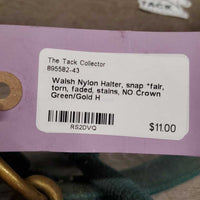 TACK
The Tack Collector
895582-43
Walsh Nylon Halter, snap *fair,
torn, faded, stains, NO Crown
Green/Gold H
RS2DVQ
$11.00